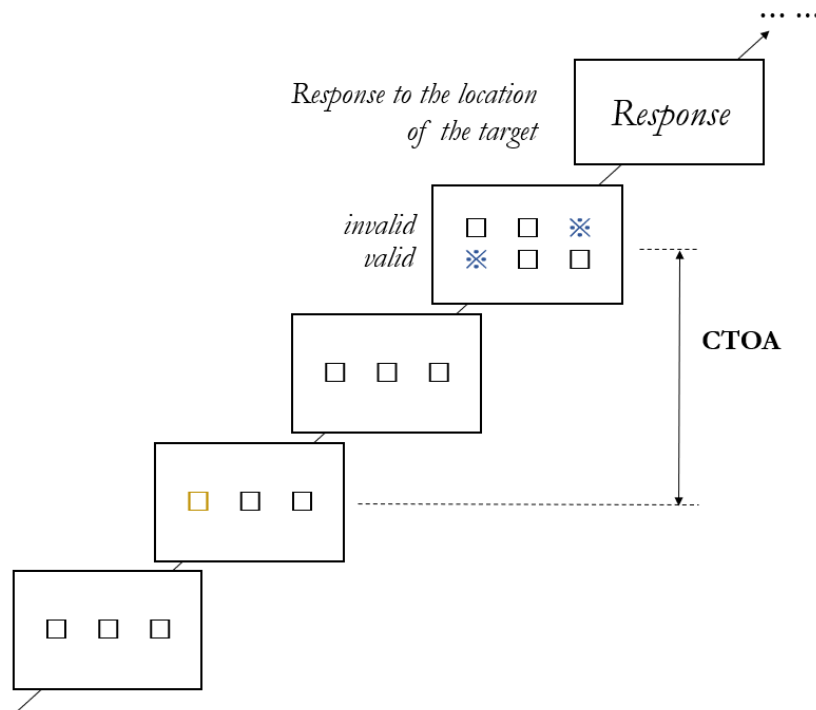 ... ...
Response to the location
of the target
Response
invalid
valid
CTOA